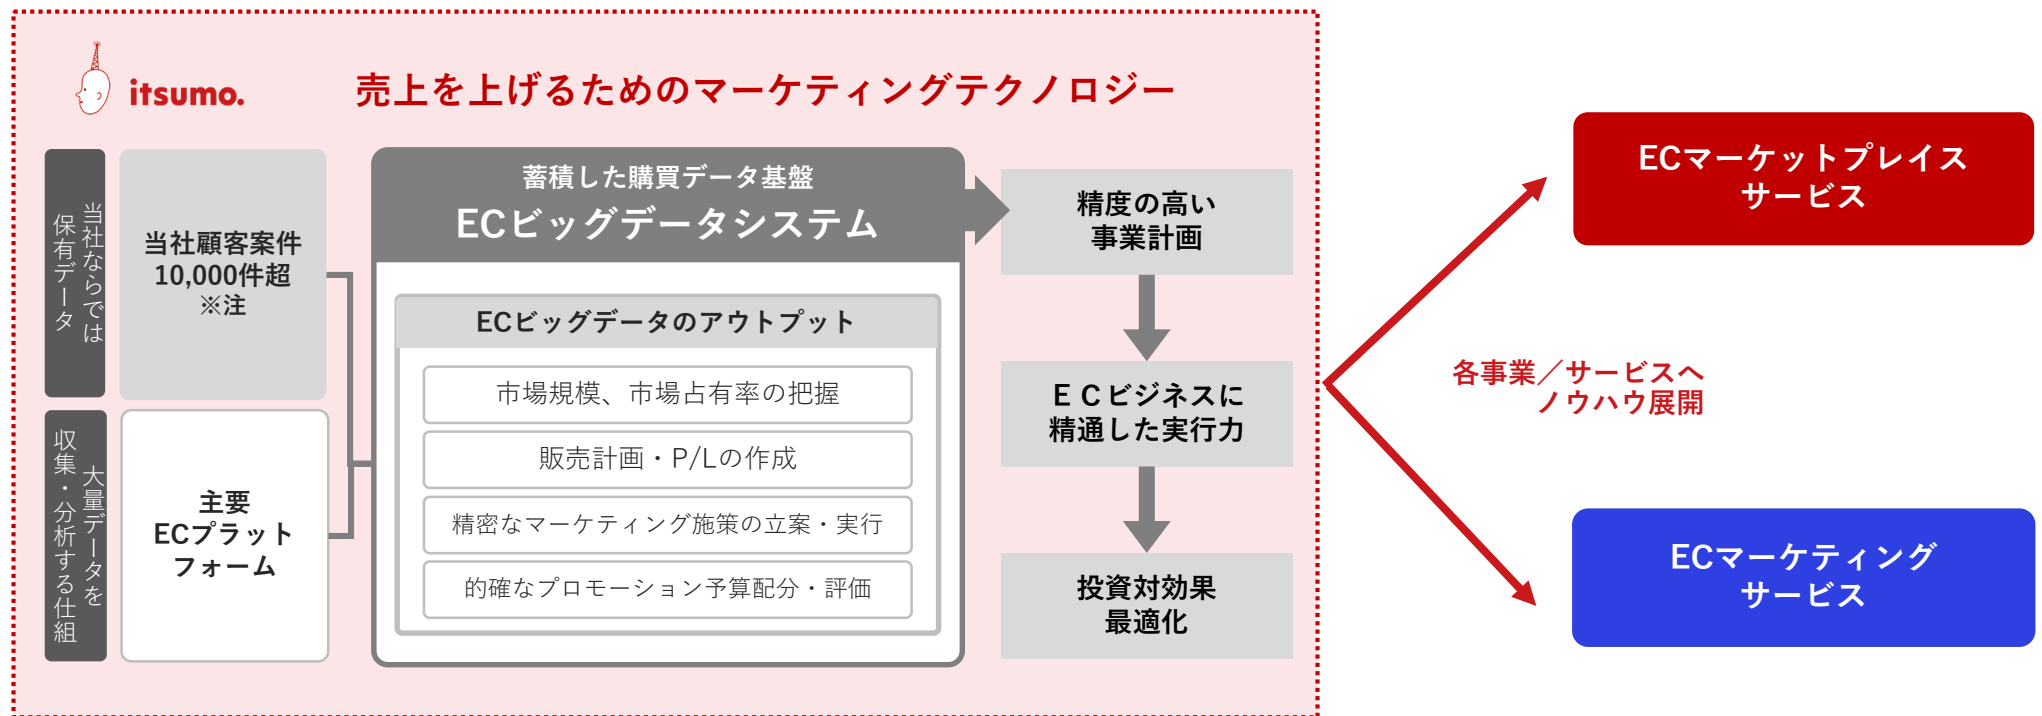 itsumo.
売上を上げるためのマーケティングテクノロジー
当社ならでは
保有データ
当社顧客案件
10,000件超
※注
大量データを
収集・分析する仕組
主要
ECプラット
フォーム
蓄積した購買データ基盤
ECビッグデータシステム
ECビッグデータのアウトプット
市場規模、市場占有率の把握
販売計画・P/Lの作成
精密なマーケティング施策の立案・実行
的確なプロモーション予算配分・評価
精度の高い
事業計画
ＥＣビジネスに
精通した実行力
投資対効果
最適化
各事業／サービスへ
ノウハウ展開
ECマーケットプレイス
サービス
ECマーケティング
サービス